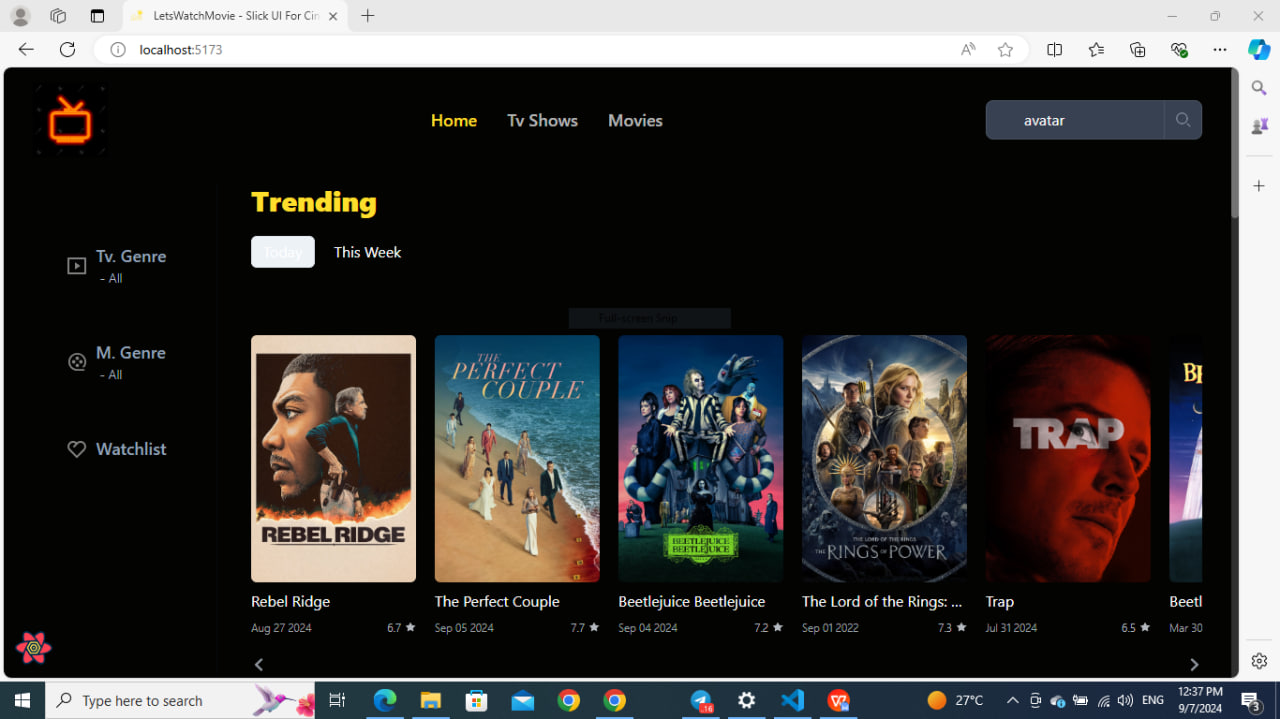 LetsWatchMovie - Slick UI For Cin
localhost:5173
Home Tv Shows Movies
avatar
Trending
Today This Week
Tv. Genre
- All
M. Genre
- All
Watchlist
Full-screen Snip
REBEL RIDGE
THE
PERFECT
COUPLE
BEETLEJUICE
BEETLEJUICE
THE LORD OF THE RINGS
THE RINGS OF POWER
TRAP
Rebel Ridge The Perfect Couple Beetlejuice Beetlejuice The Lord of the Rings: ... Trap Beetl
Aug 27 2024 6.7 Sep 05 2024 7.7 Sep 04 2024 7.2 Sep 01 2022 7.3 Jul 31 2024 6.5 Mar 30
Type here to search
16
27°C
ENG
12:37 PM
9/7/2024
3